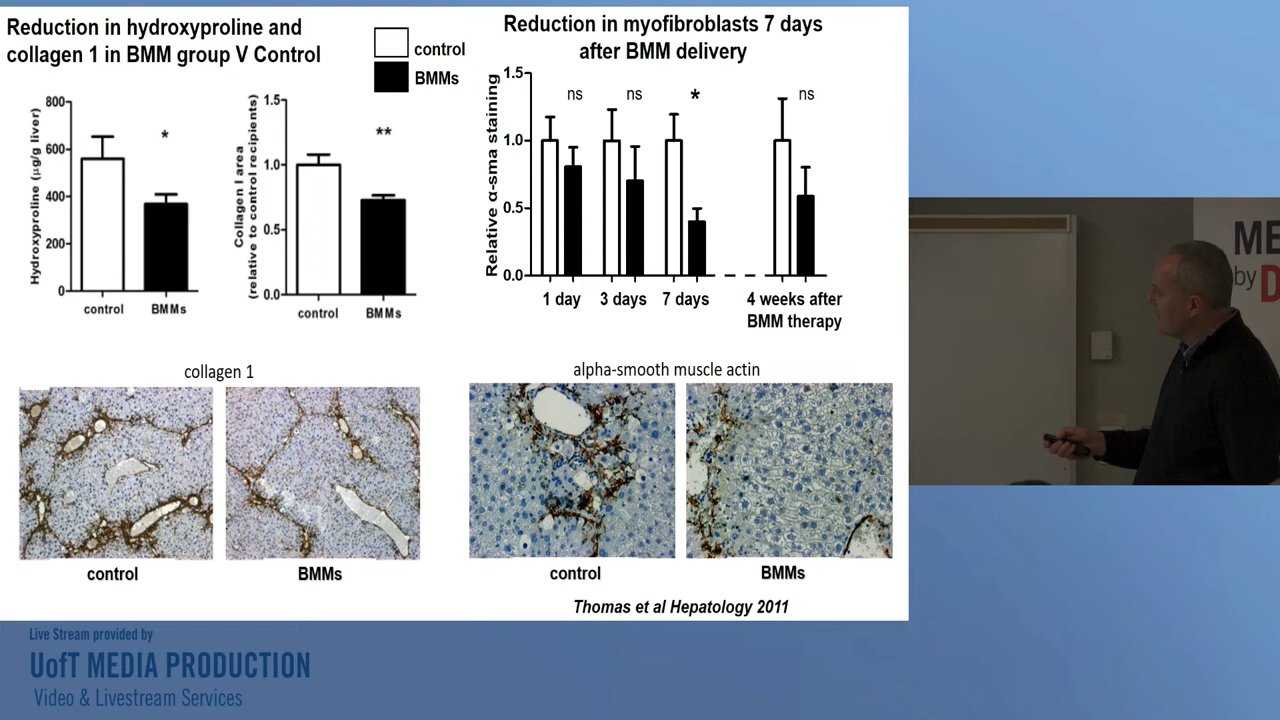 Reduction in hydroxyproline and
collagen 1 in BMM group V Control
control
BMMs
Reduction in myofibroblasts 7 days
after BMM delivery
Hydroxyproline (µg/g liver)
800
600
400
200
0
*
control
BMMs
Collagen I area
(relative to control recipients)
1.5
1.0
0.5
0.0
**
control
BMMs
Relative α-sma staining
1.5
1.0
0.5
0.0
ns
ns
*
ns
1 day
3 days
7 days
4 weeks after
BMM therapy
collagen 1
control
BMMs
alpha-smooth muscle actin
control
BMMs
Thomas et al Hepatology 2011
ME
by D
Live Stream provided by
UofT MEDIA PRODUCTION
Video & Livestream Services